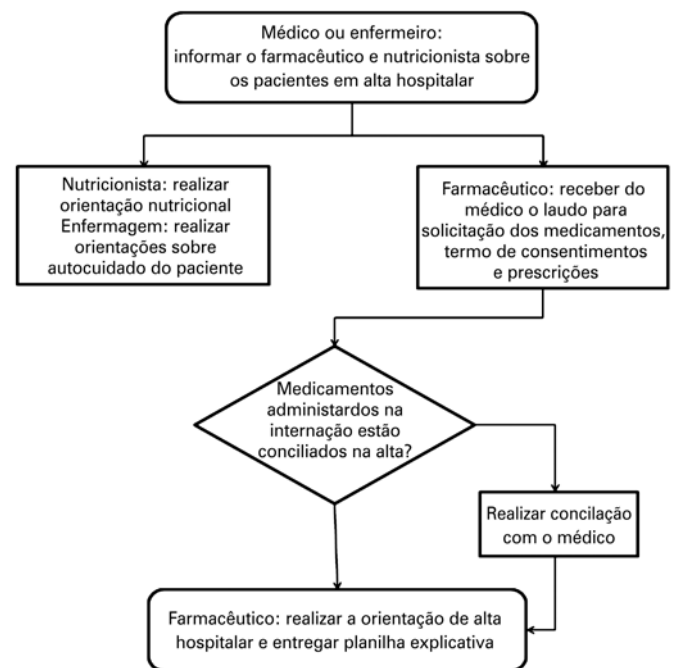 Médico ou enfermeiro:
informar o farmacêutico e nutricionista sobre
os pacientes em alta hospitalar
Nutricionista: realizar
orientação nutricional
Enfermagem: realizar
orientações sobre
autocuidado do paciente
Farmacêutico: receber do
médico o laudo para
solicitação dos medicamentos,
termo de consentimentos
e prescrições
Medicamentos
administardos na
internação estão
conciliados na alta?
Realizar concilação
com o médico
Farmacêutico: realizar a orientação de alta
hospitalar e entregar planilha explicativa